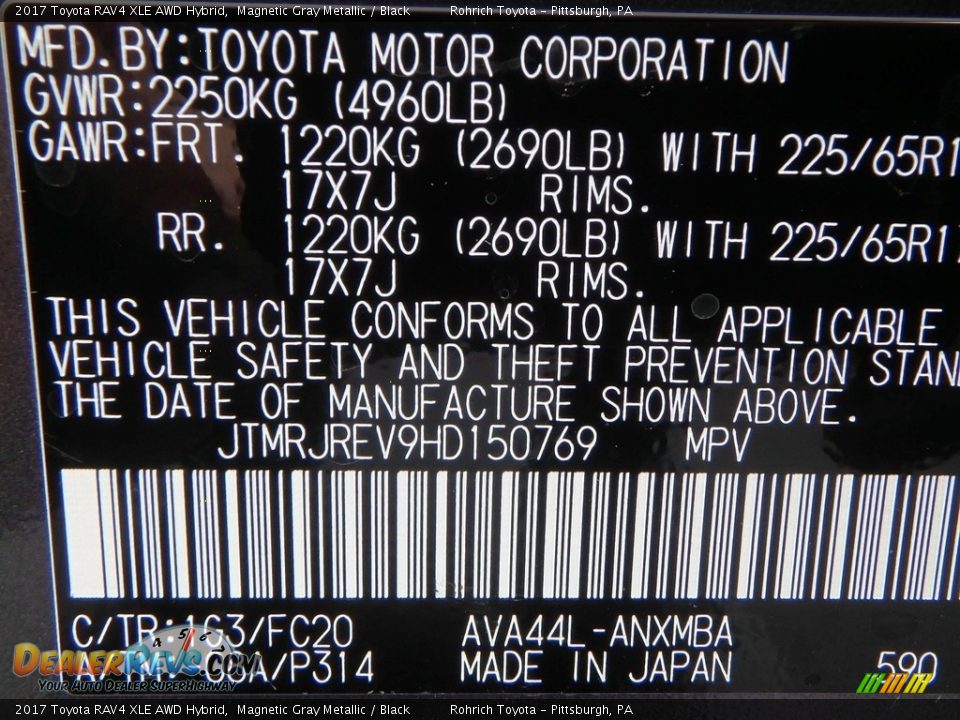 2017 Toyota RAV4 XLE AWD Hybrid, Magnetic Gray Metallic / Black Rohrich Toyota - Pittsburgh, PA
MFD.BY:TOYOTA MOTOR CORPORATION
GVWR:2250KG (4960LB)
GAWR:FRT. 1220KG (2690LB) WITH 225/65R1
17X7J RIMS.
RR. 1220KG (2690LB) WITH 225/65R17
17X7J RIMS.
THIS VEHICLE CONFORMS TO ALL APPLICABLE
VEHICLE SAFETY AND THEFT PREVENTION STAN
THE DATE OF MANUFACTURE SHOWN ABOVE.
JTMRJREV9HD150769 MPV
C/TR:1G3/FC20 AVA44L-ANXMBA
/P314 MADE IN JAPAN 590
DEALERREVS.COM
Your Auto Dealer SuperHighway
2017 Toyota RAV4 XLE AWD Hybrid, Magnetic Gray Metallic / Black Rohrich Toyota - Pittsburgh, PA